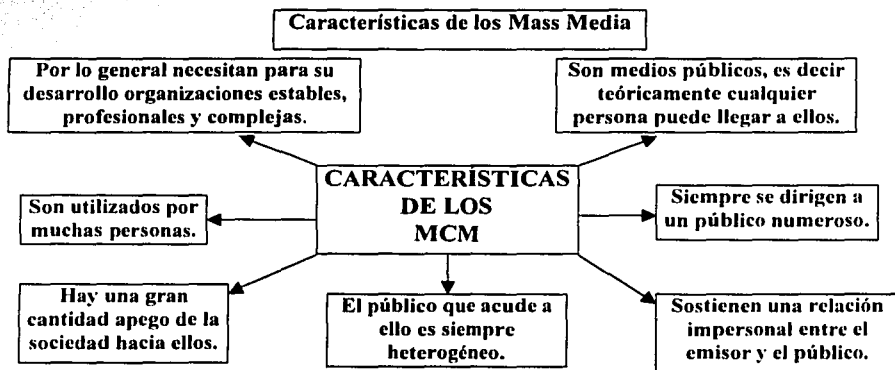 Características de los Mass Media
Por lo general necesitan para su
desarrollo organizaciones estables,
profesionales y complejas.
Son medios públicos, es decir
teóricamente cualquier
persona puede llegar a ellos.
CARACTERÍSTICAS
DE LOS
MCM
Son utilizados por
muchas personas.
Siempre se dirigen a
un público numeroso.
Hay una gran
cantidad apego de la
sociedad hacia ellos.
El público que acude a
ello es siempre
heterogéneo.
Sostienen una relación
impersonal entre el
emisor y el público.